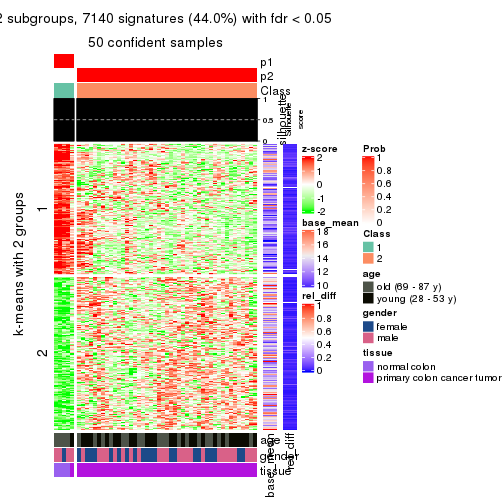 2 subgroups, 7140 signatures (44.0%) with fdr < 0.05
50 confident samples
p1
p2
Class
1
0.5
0
silhouette
Silhouette
score
k-means with 2 groups
1
2
z-score
2
1
0
-1
-2
base_mean
18
16
14
12
10
rel_diff
1
0.8
0.6
0.4
0.2
0
Prob
1
0.8
0.6
0.4
0.2
0
Class
1
2
age
old (69 - 87 y)
young (28 - 53 y)
gender
female
male
tissue
normal colon
primary colon cancer tumor
age
gender
tissue
base_mean
rel_diff